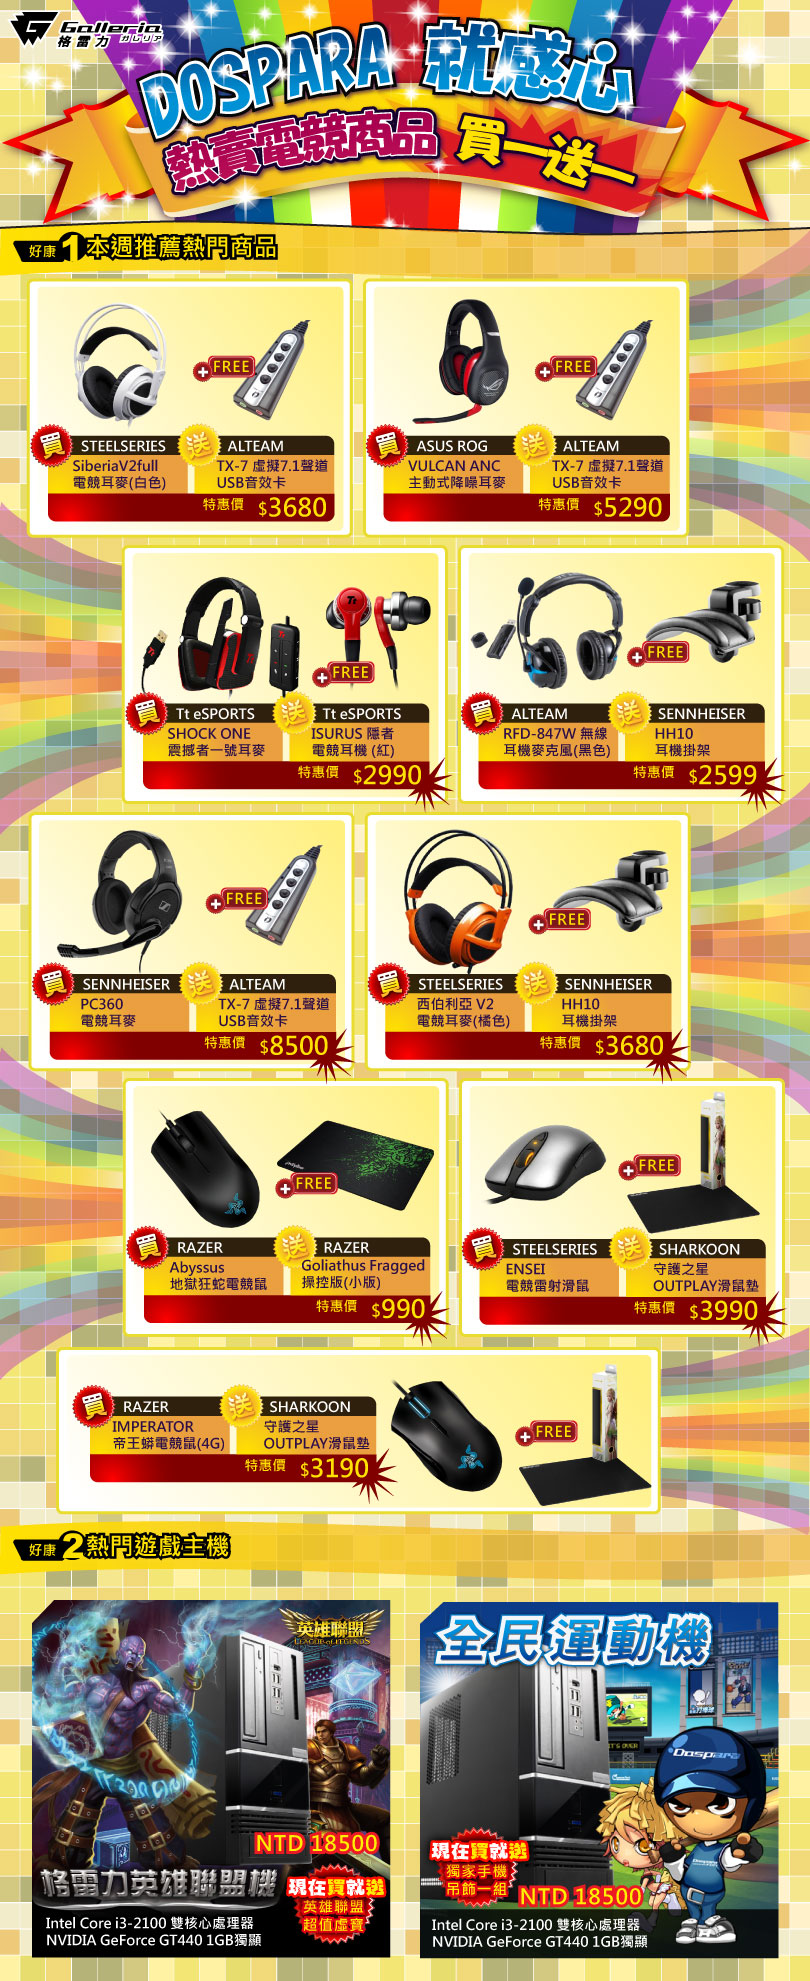 Galleria
格雷力 ガレリア
DOSPARA 就感心
熱賣電競商品 買一送一
好康 1 本週推薦熱門商品
+FREE
買 STEELSERIES 送 ALTEAM
SiberiaV2full TX-7 虛擬7.1聲道
電競耳麥(白色) USB音效卡
特惠價 $3680
+FREE
買 ASUS ROG 送 ALTEAM
VULCAN ANC TX-7 虛擬7.1聲道
主動式降噪耳麥 USB音效卡
特惠價 $5290
+FREE
買 Tt eSPORTS 送 Tt eSPORTS
SHOCK ONE ISURUS 隱者
震撼者一號耳麥 電競耳機 (紅)
特惠價 $2990
+FREE
買 ALTEAM 送 SENNHEISER
RFD-847W 無線 HH10
耳機麥克風(黑色) 耳機掛架
特惠價 $2599
+FREE
買 SENNHEISER 送 ALTEAM
PC360 TX-7 虛擬7.1聲道
電競耳麥 USB音效卡
特惠價 $8500
+FREE
買 STEELSERIES 送 SENNHEISER
西伯利亞 V2 HH10
電競耳麥(橘色) 耳機掛架
特惠價 $3680
+FREE
買 RAZER 送 RAZER
Abyssus Goliathus Fragged
地獄狂蛇電競鼠 操控版(小版)
特惠價 $990
+FREE
買 STEELSERIES 送 SHARKOON
ENSEI 守護之星
電競雷射滑鼠 OUTPLAY滑鼠墊
特惠價 $3990
買 RAZER 送 SHARKOON
IMPERATOR 守護之星
帝王蟒電競鼠(4G) OUTPLAY滑鼠墊
特惠價 $3190
+FREE
好康 2 熱門遊戲主機
英雄聯盟
LEAGUE of LEGENDS
NTD 18500
格雷力英雄聯盟機
現在買就送
英雄聯盟
超值虛寶
Intel Core i3-2100 雙核心處理器
NVIDIA GeForce GT440 1GB獨顯
全民運動機
Dospara
現在買就送
獨家手機
吊飾一組
NTD 18500
Intel Core i3-2100 雙核心處理器
NVIDIA GeForce GT440 1GB獨顯